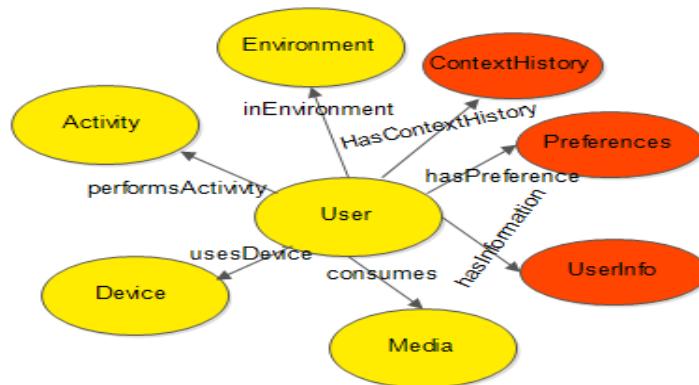 Environment
ContextHistory
inEnvironment
HasContextHistory
Activity
Preferences
performsActivivty
hasPreference
User
hasInformation
usesDevice
consumes
UserInfo
Device
Media